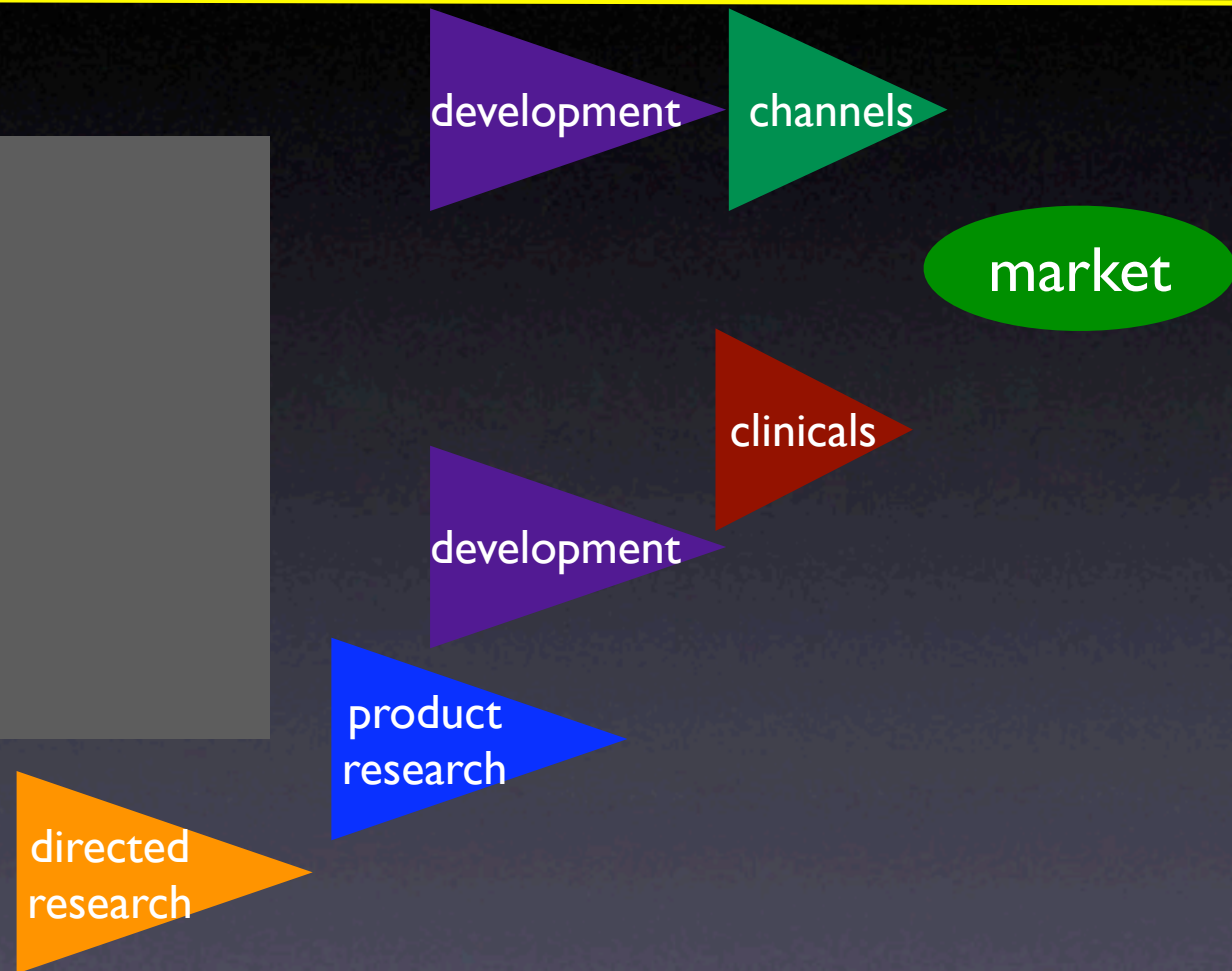 development
channels
market
clinicals
development
product
research
directed
research